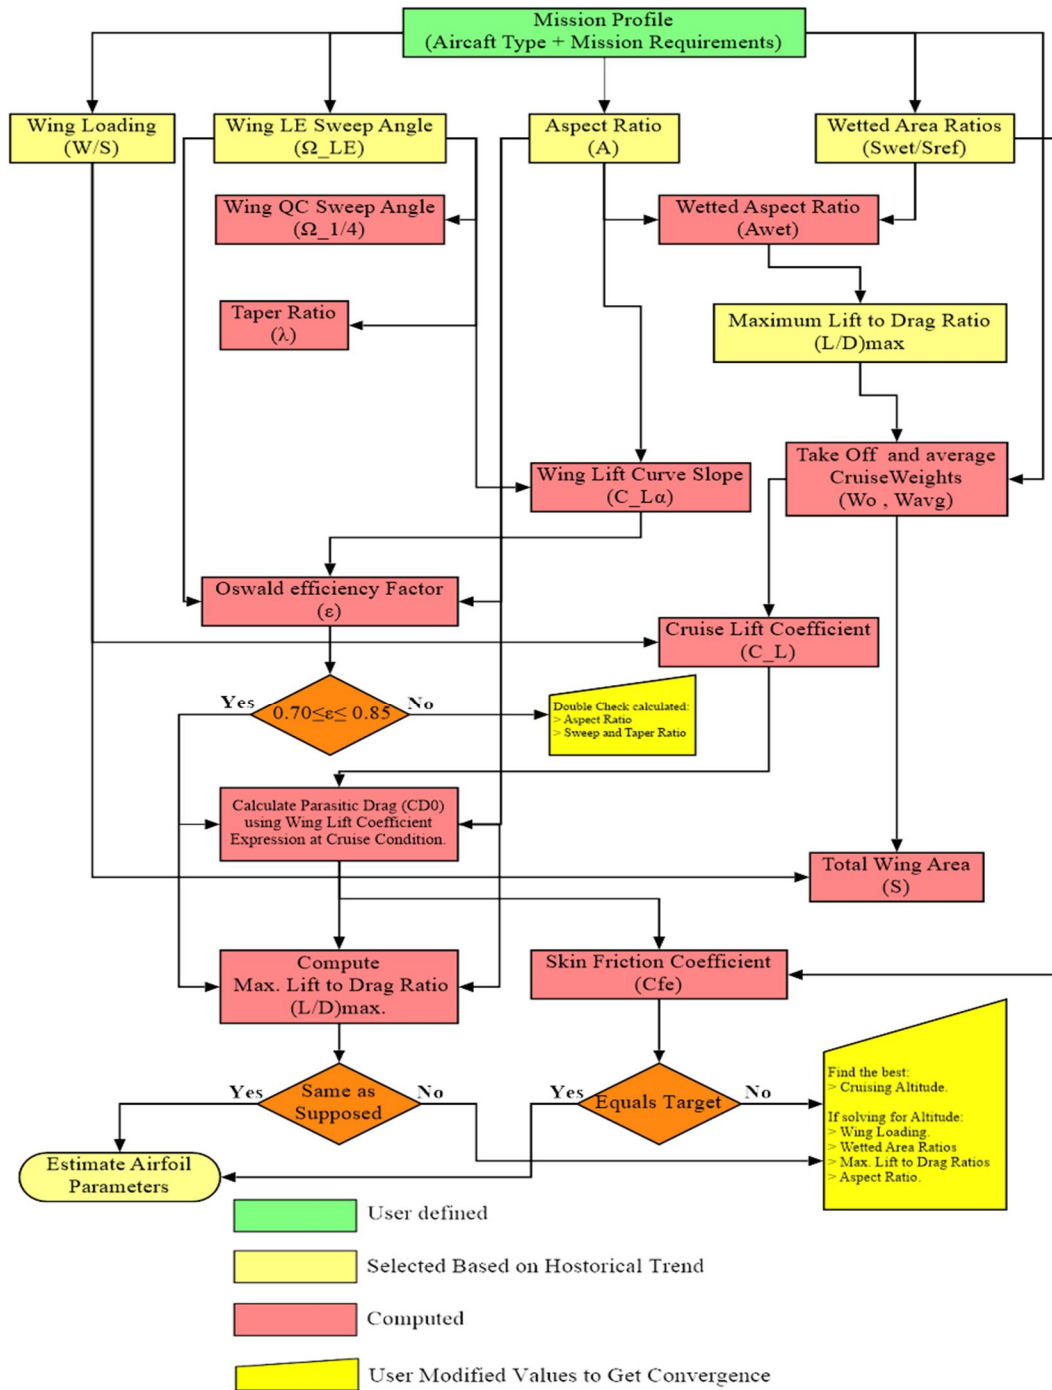 Mission Profile
(Aircaft Type + Mission Requirements)
Wing Loading
(W/S)
Wing LE Sweep Angle
(Ω_LE)
Aspect Ratio
(A)
Wetted Area Ratios
(Swet/Sref)
Wing QC Sweep Angle
(Ω_1/4)
Wetted Aspect Ratio
(Awet)
Taper Ratio
(λ)
Maximum Lift to Drag Ratio
(L/D)max
Wing Lift Curve Slope
(C_Lα)
Take Off and average
CruiseWeights
(Wo , Wavg)
Oswald efficiency Factor
(ε)
Cruise Lift Coefficient
(C_L)
Yes
0.70≤ε≤ 0.85
No
Double Check calculated:
> Aspect Ratio
> Sweep and Taper Ratio
Calculate Parasitic Drag (CD0)
using Wing Lift Coefficient
Expression at Cruise Condition.
Total Wing Area
(S)
Compute
Max. Lift to Drag Ratio
(L/D)max.
Skin Friction Coefficient
(Cfe)
Yes
Same as
Supposed
No
Yes
Equals Target
No
Find the best:
> Cruising Altitude.
If solving for Altitude:
> Wing Loading.
> Wetted Area Ratios
> Max. Lift to Drag Ratios
> Aspect Ratio.
Estimate Airfoil
Parameters
User defined
Selected Based on Hostorical Trend
Computed
User Modified Values to Get Convergence